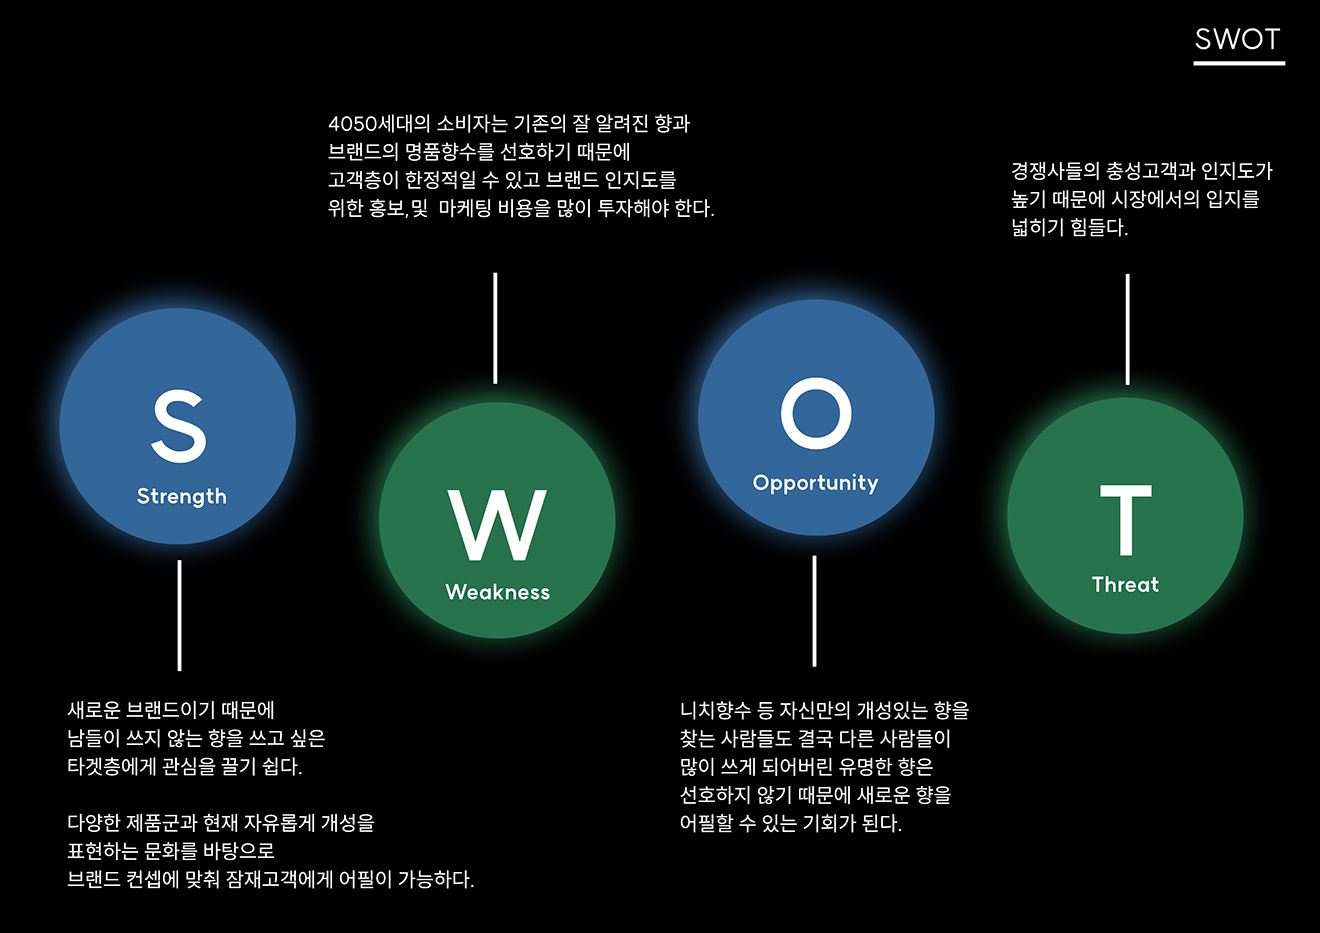 SWOT
4050세대의 소비자는 기존의 잘 알려진 향과
브랜드의 명품향수를 선호하기 때문에
고객층이 한정적일 수 있고 브랜드 인지도를
위한 홍보,및 마케팅 비용을 많이 투자해야 한다.
경쟁사들의 충성고객과 인지도가
높기 때문에 시장에서의 입지를
넓히기 힘들다.
S
Strength
W
Weakness
O
Opportunity
T
Threat
새로운 브랜드이기 때문에
남들이 쓰지 않는 향을 쓰고 싶은
타겟층에게 관심을 끌기 쉽다.
다양한 제품군과 현재 자유롭게 개성을
표현하는 문화를 바탕으로
브랜드 컨셉에 맞춰 잠재고객에게 어필이 가능하다.
니치향수 등 자신만의 개성있는 향을
찾는 사람들도 결국 다른 사람들이
많이 쓰게 되어버린 유명한 향은
선호하지 않기 때문에 새로운 향을
어필할 수 있는 기회가 된다.